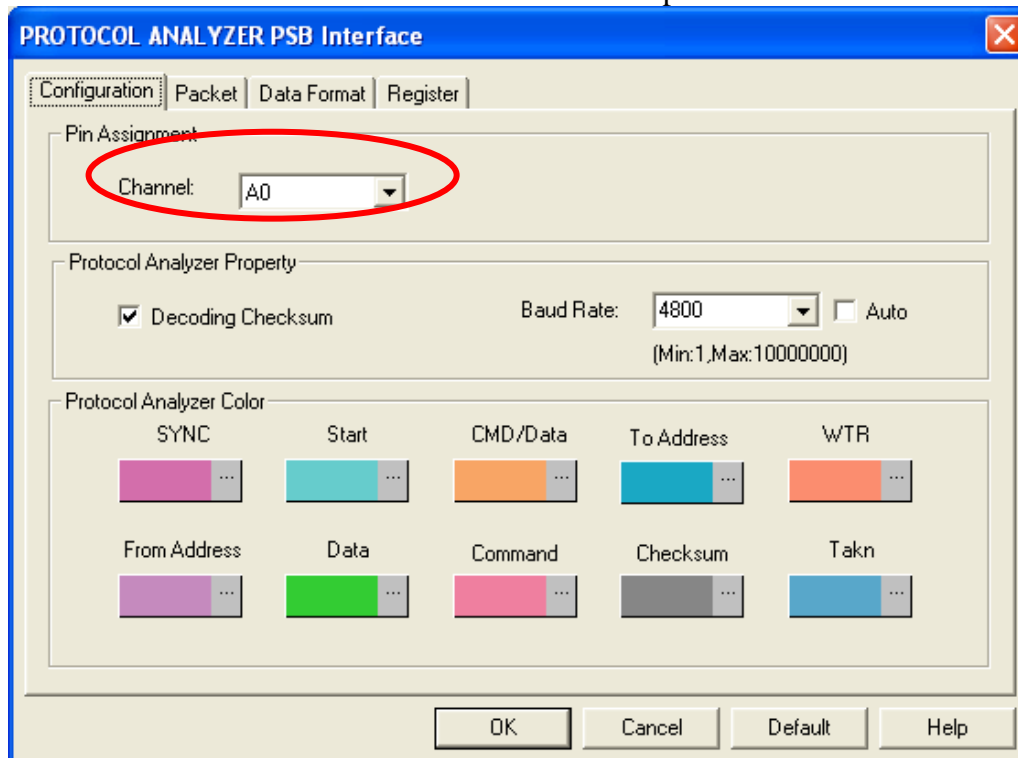 PROTOCOL ANALYZER PSB Interface
Configuration Packet Data Format Register
Pin Assignment
Channel: A0
Protocol Analyzer Property
Decoding Checksum Baud Rate: 4800 Auto
(Min:1,Max:10000000)
Protocol Analyzer Color
SYNC Start CMD/Data To Address WTR
... ... ... ... ...
From Address Data Command Checksum Takn
... ... ... ... ...
OK Cancel Default Help